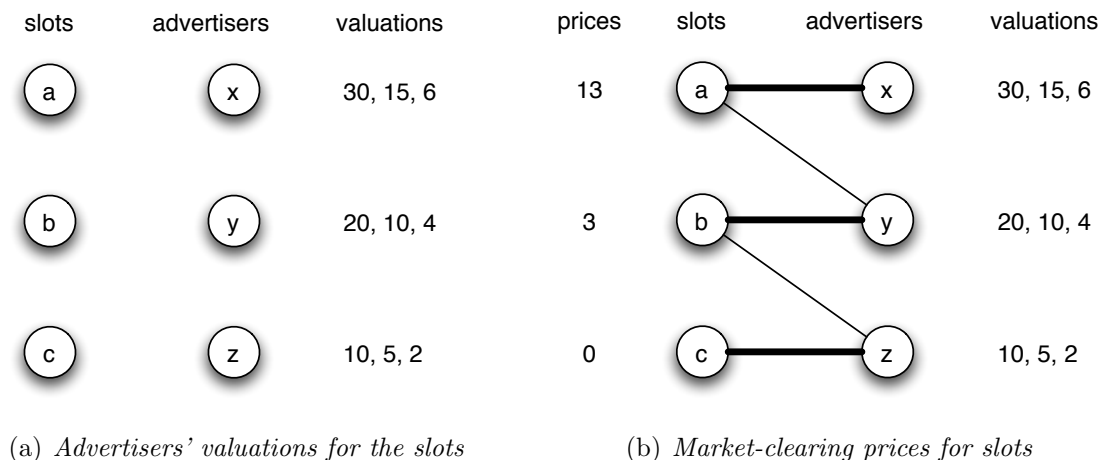 slots advertisers valuations
a x 30, 15, 6
b y 20, 10, 4
c z 10, 5, 2
(a) Advertisers' valuations for the slots
prices slots advertisers valuations
13 a x 30, 15, 6
3 b y 20, 10, 4
0 c z 10, 5, 2
(b) Market-clearing prices for slots